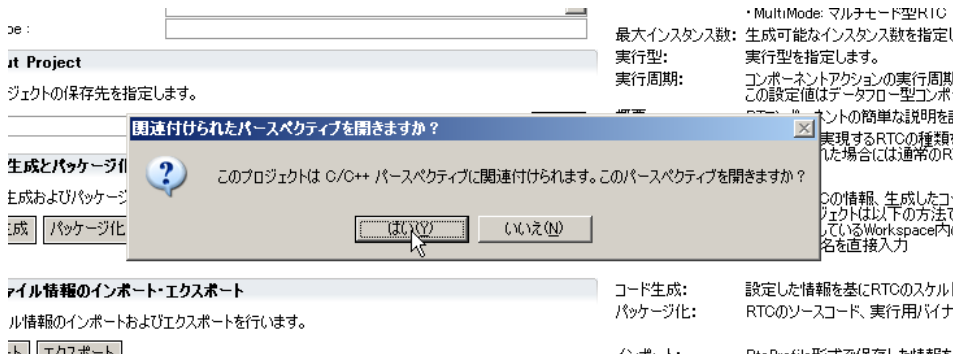 ・MultiMode: マルチモード型RTC
pe :
最大インスタンス数: 生成可能なインスタンス数を指定し
ut Project
実行型: 実行型を指定します。
実行周期: コンポーネントアクションの実行周期
ジェクトの保存先を指定します。
この設定値はデータフロー型コンポ
関連付けられたパースペクティブを開きますか？
ネントの簡単な説明を
実現するRTCの種類
れた場合には通常のR
生成とパッケージ化
このプロジェクトは C/C++ パースペクティブに関連付けられます。このパースペクティブを開きますか？
生成およびパッケージ
Cの情報、生成したコー
ジェクトは以下の方法で
成 パッケージ化
はい(Y) いいえ(N)
しているWorkspace内の
名を直接入力
ァイル情報のインポート・エクスポート
コード生成: 設定した情報を基にRTCのスケルト
パッケージ化: RTCのソースコード、実行用バイナ
ル情報のインポートおよびエクスポートを行います。
ート エクスポート